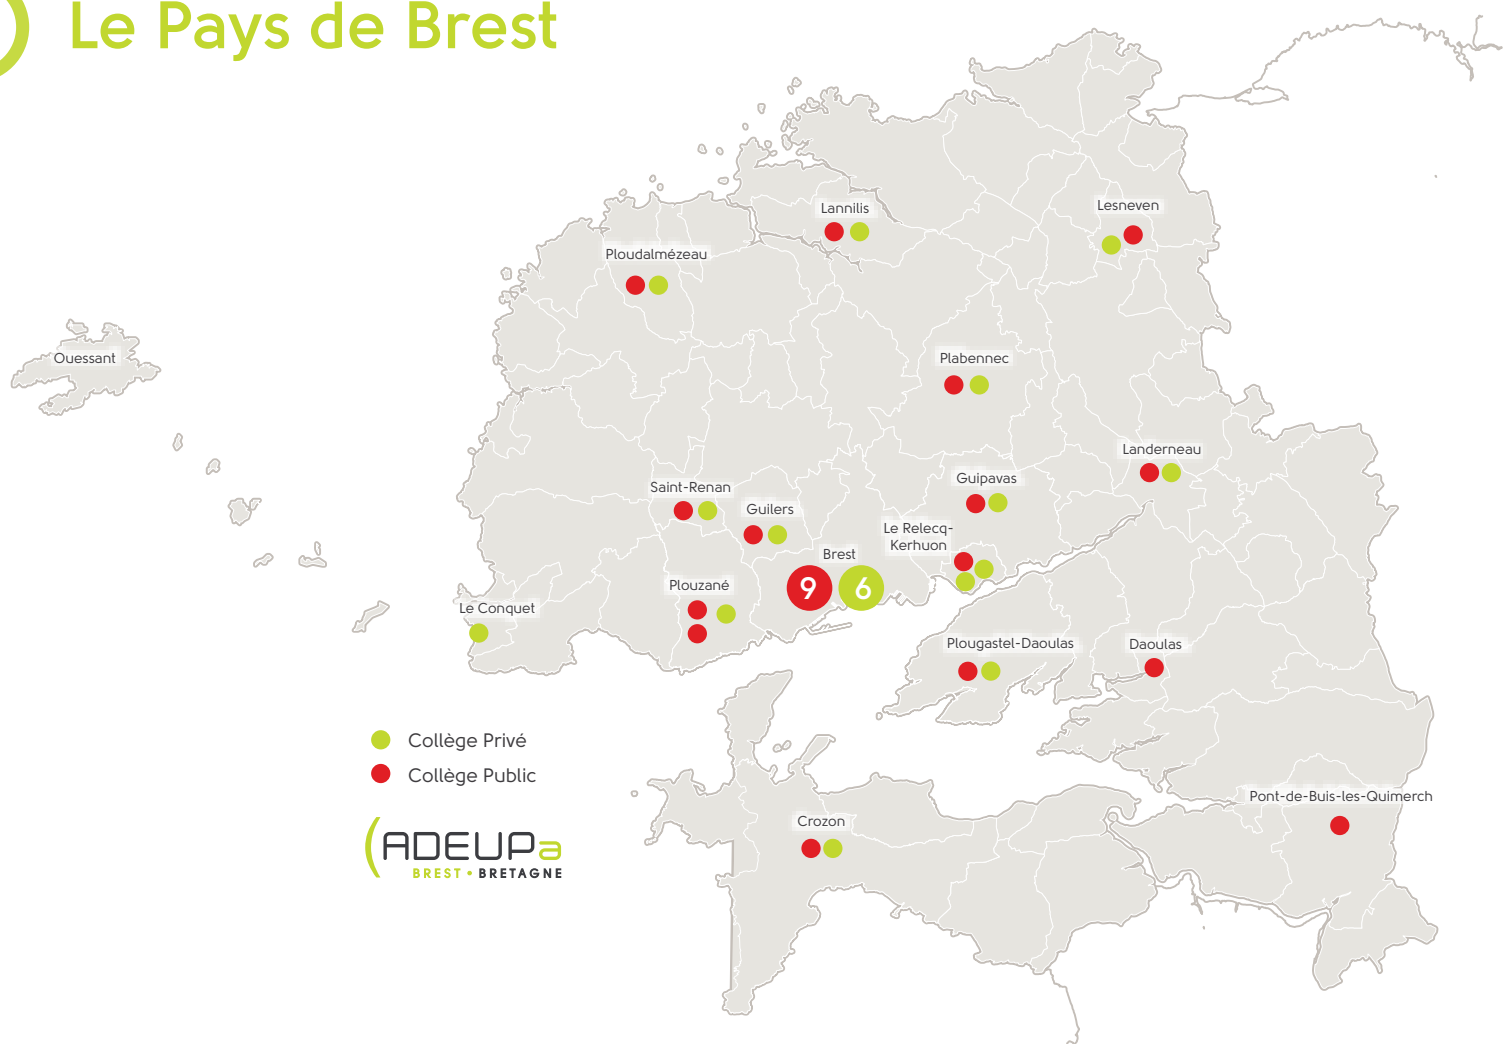 Le Pays de Brest
Lannilis
Lesneven
Ploudalmézeau
Ouessant
Plabennec
Landerneau
Guipavas
Saint-Renan
Guilers
Le Relecq-
Kerhuon
Brest
9
6
Plouzané
Le Conquet
Plougastel-Daoulas
Daoulas
Collège Privé
Collège Public
Pont-de-Buis-les-Quimerch
Crozon
ADEUPa
BREST • BRETAGNE